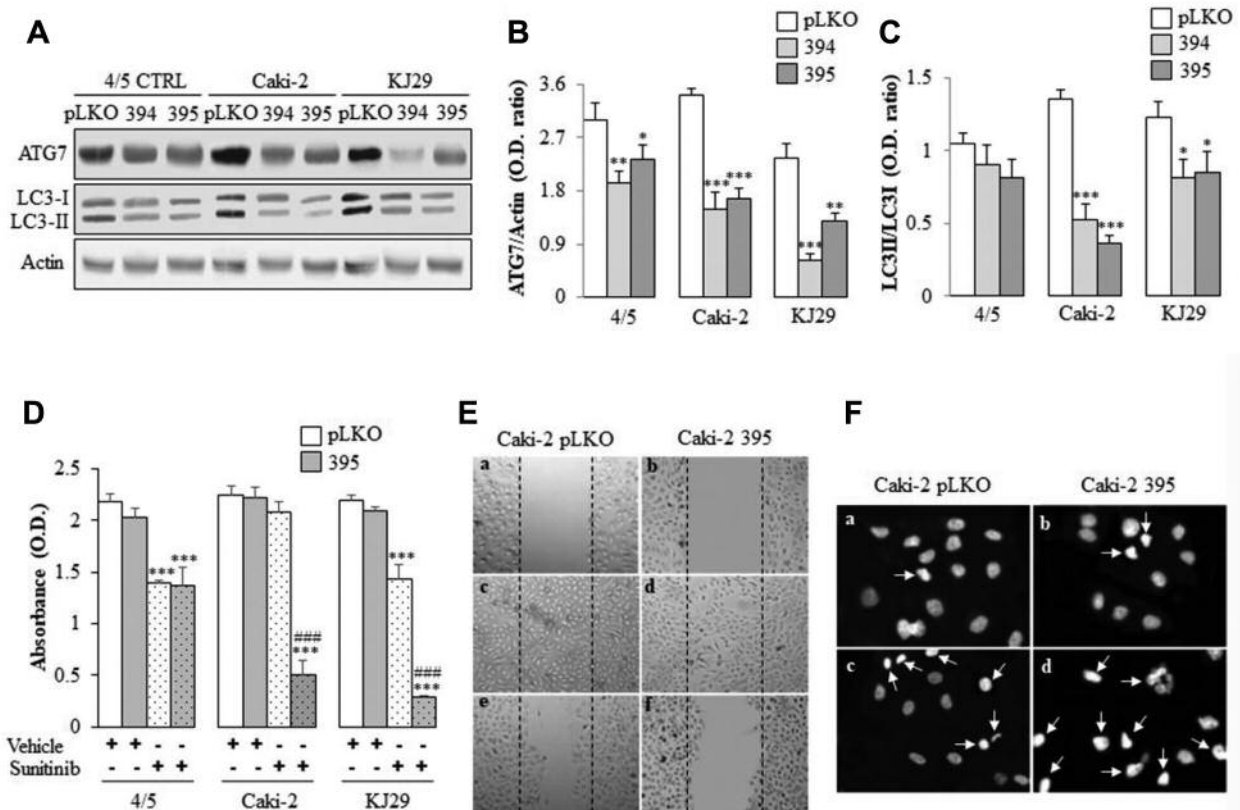 A
4/5 CTRL Caki-2 KJ29
pLKO 394 395 pLKO 394 395 pLKO 394 395
ATG7
LC3-I
LC3-II
Actin
B
pLKO
394
395
ATG7/Actin (O.D. ratio)
3.6
2.7
1.8
0.9
0
** *
*** ***
*** **
4/5 Caki-2 KJ29
C
pLKO
394
395
LC3II/LC3I (O.D. ratio)
1.5
1
0.5
0
*** ***
* *
4/5 Caki-2 KJ29
D
pLKO
395
Absorbance (O.D.)
2.5
2
1.5
1
0.5
0
*** ***
###
***
***
###
***
Vehicle + + - - + + - - + + - -
Sunitinib - - + + - - + + - - + +
4/5 Caki-2 KJ29
E
Caki-2 pLKO Caki-2 395
a b
c d
e f
F
Caki-2 pLKO Caki-2 395
a b
c d